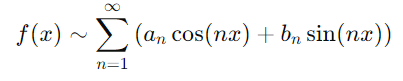 f(x) ∼ ∑_{n=1}^{∞} (a_n cos(nx) + b_n sin(nx))